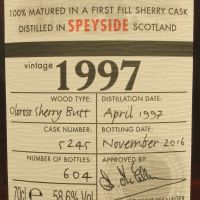 100% MATURED IN A FIRST FILL SHERRY CASK
DISTILLED IN SPEYSIDE SCOTLAND
vintage 1997
WOOD TYPE: DISTILLATION DATE:
Oloroso Sherry Butt April 1997
CASK NUMBER: BOTTLING DATE:
5245 November 2016
NUMBER OF BOTTLES: APPROVED BY:
604
70cl e 58.6% Vol